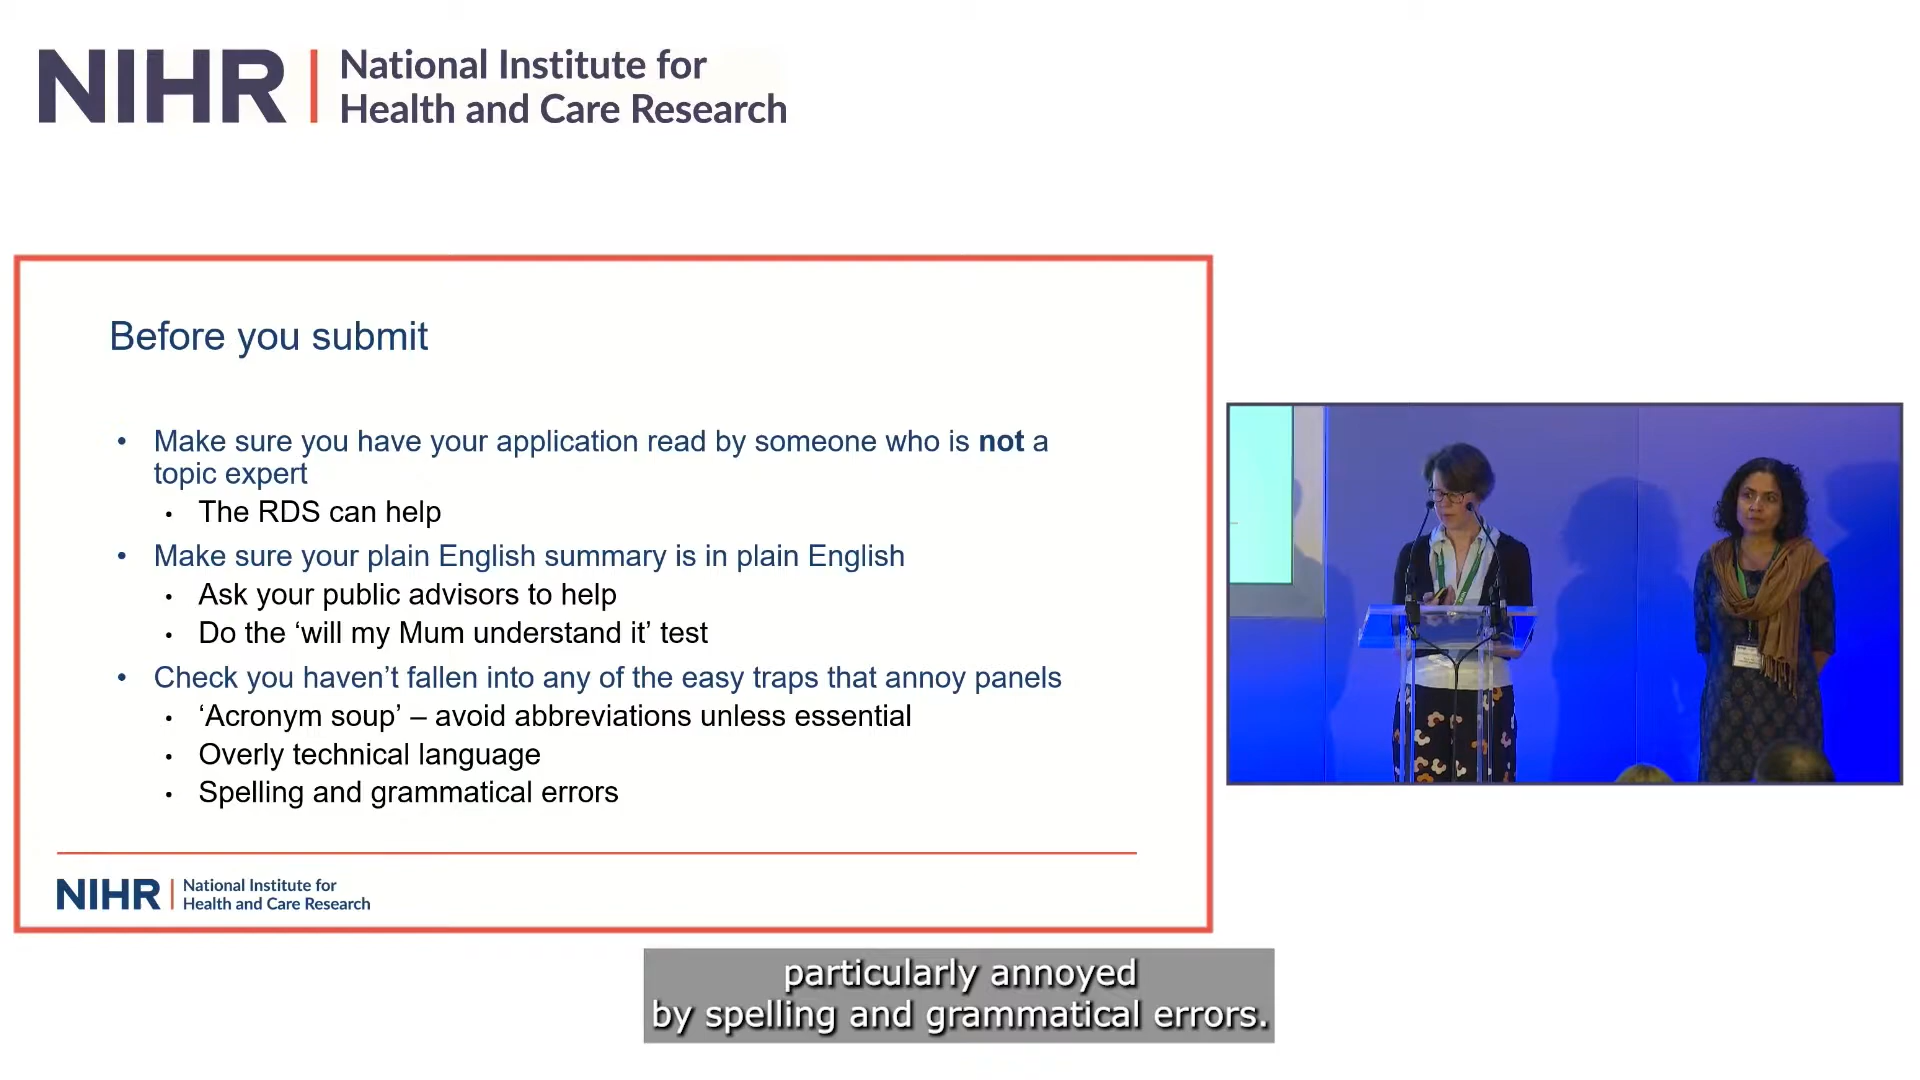 NIHR | National Institute for
Health and Care Research
Before you submit
• Make sure you have your application read by someone who is not a
topic expert
• The RDS can help
• Make sure your plain English summary is in plain English
• Ask your public advisors to help
• Do the ‘will my Mum understand it’ test
• Check you haven’t fallen into any of the easy traps that annoy panels
• ‘Acronym soup’ – avoid abbreviations unless essential
• Overly technical language
• Spelling and grammatical errors
NIHR | National Institute for
Health and Care Research
particularly annoyed
by spelling and grammatical errors.